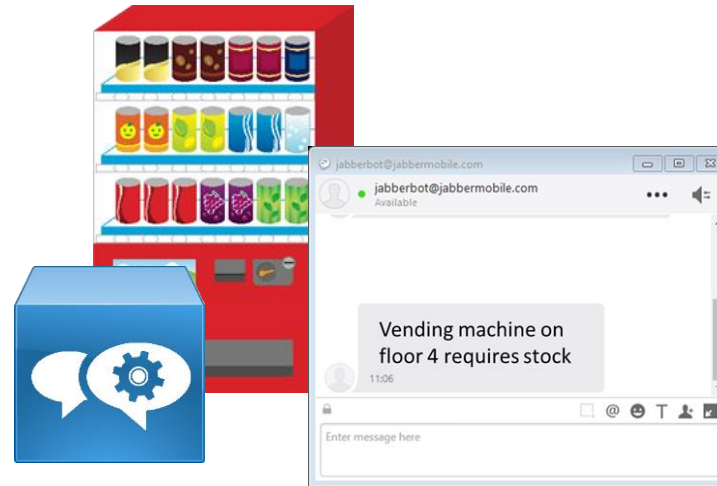 jabberbot@jabbermobile.com
jabberbot@jabbermobile.com
Available
Vending machine on
floor 4 requires stock
11:06
Enter message here